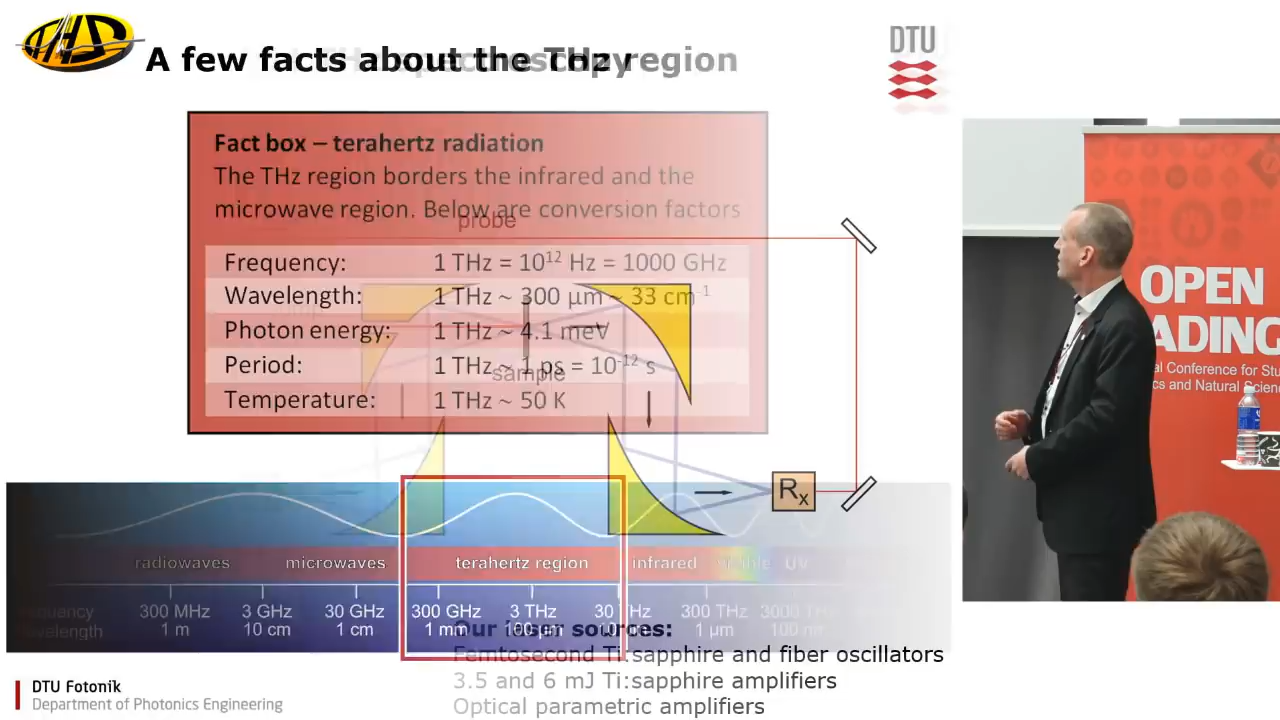 A few facts about the THz region
THz spectroscopy
DTU
Fact box – terahertz radiation
The THz region borders the infrared and the
microwave region. Below are conversion factors
probe
Frequency: 1 THz = 10¹² Hz = 1000 GHz
Wavelength: 1 THz ~ 300 µm ~ 33 cm⁻¹
Photon energy: 1 THz ~ 4.1 meV
Period: 1 THz ~ 1 ps = 10⁻¹² s
sample
Temperature: 1 THz ~ 50 K
Rx
radiowaves microwaves terahertz region infrared visible UV
frequency 300 MHz 3 GHz 30 GHz 300 GHz 3 THz 30 THz 300 THz 3000 THz
wavelength 1 m 10 cm 1 cm 1 mm 100 µm 10 µm 1 µm 100 nm
Our laser sources:
Femtosecond Ti:sapphire and fiber oscillators
3.5 and 6 mJ Ti:sapphire amplifiers
Optical parametric amplifiers
DTU Fotonik
Department of Photonics Engineering
OPEN
ADING
al Conference for Stu
cs and Natural Scien